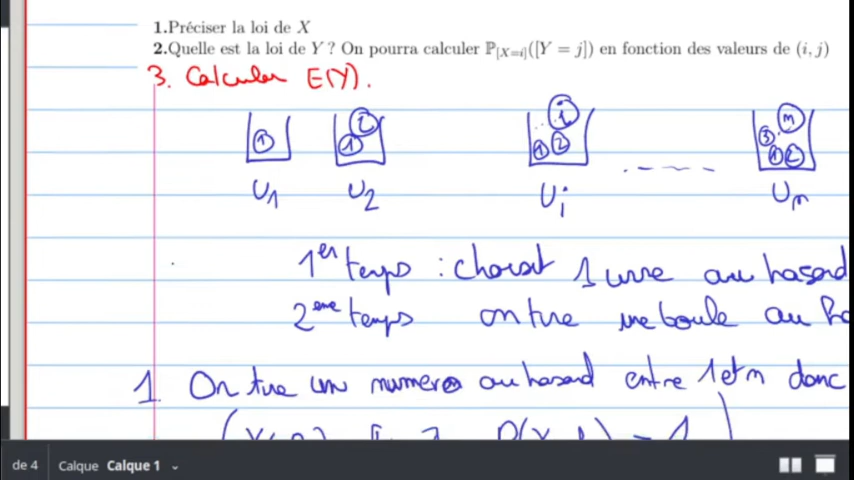 1.Préciser la loi de X
2.Quelle est la loi de Y ? On pourra calculer ℙ[X=i]([Y = j]) en fonction des valeurs de (i, j)
3. Calculer E(Y).
1 1 2 1 2 i 1 2 3 n
U1 U2 Ui Un
1er temps : choisit 1 urne au hasard
2ème temps on tire une boule au
1 On tire un numero au hasard entre 1 et n donc
de 4 Calque Calque 1